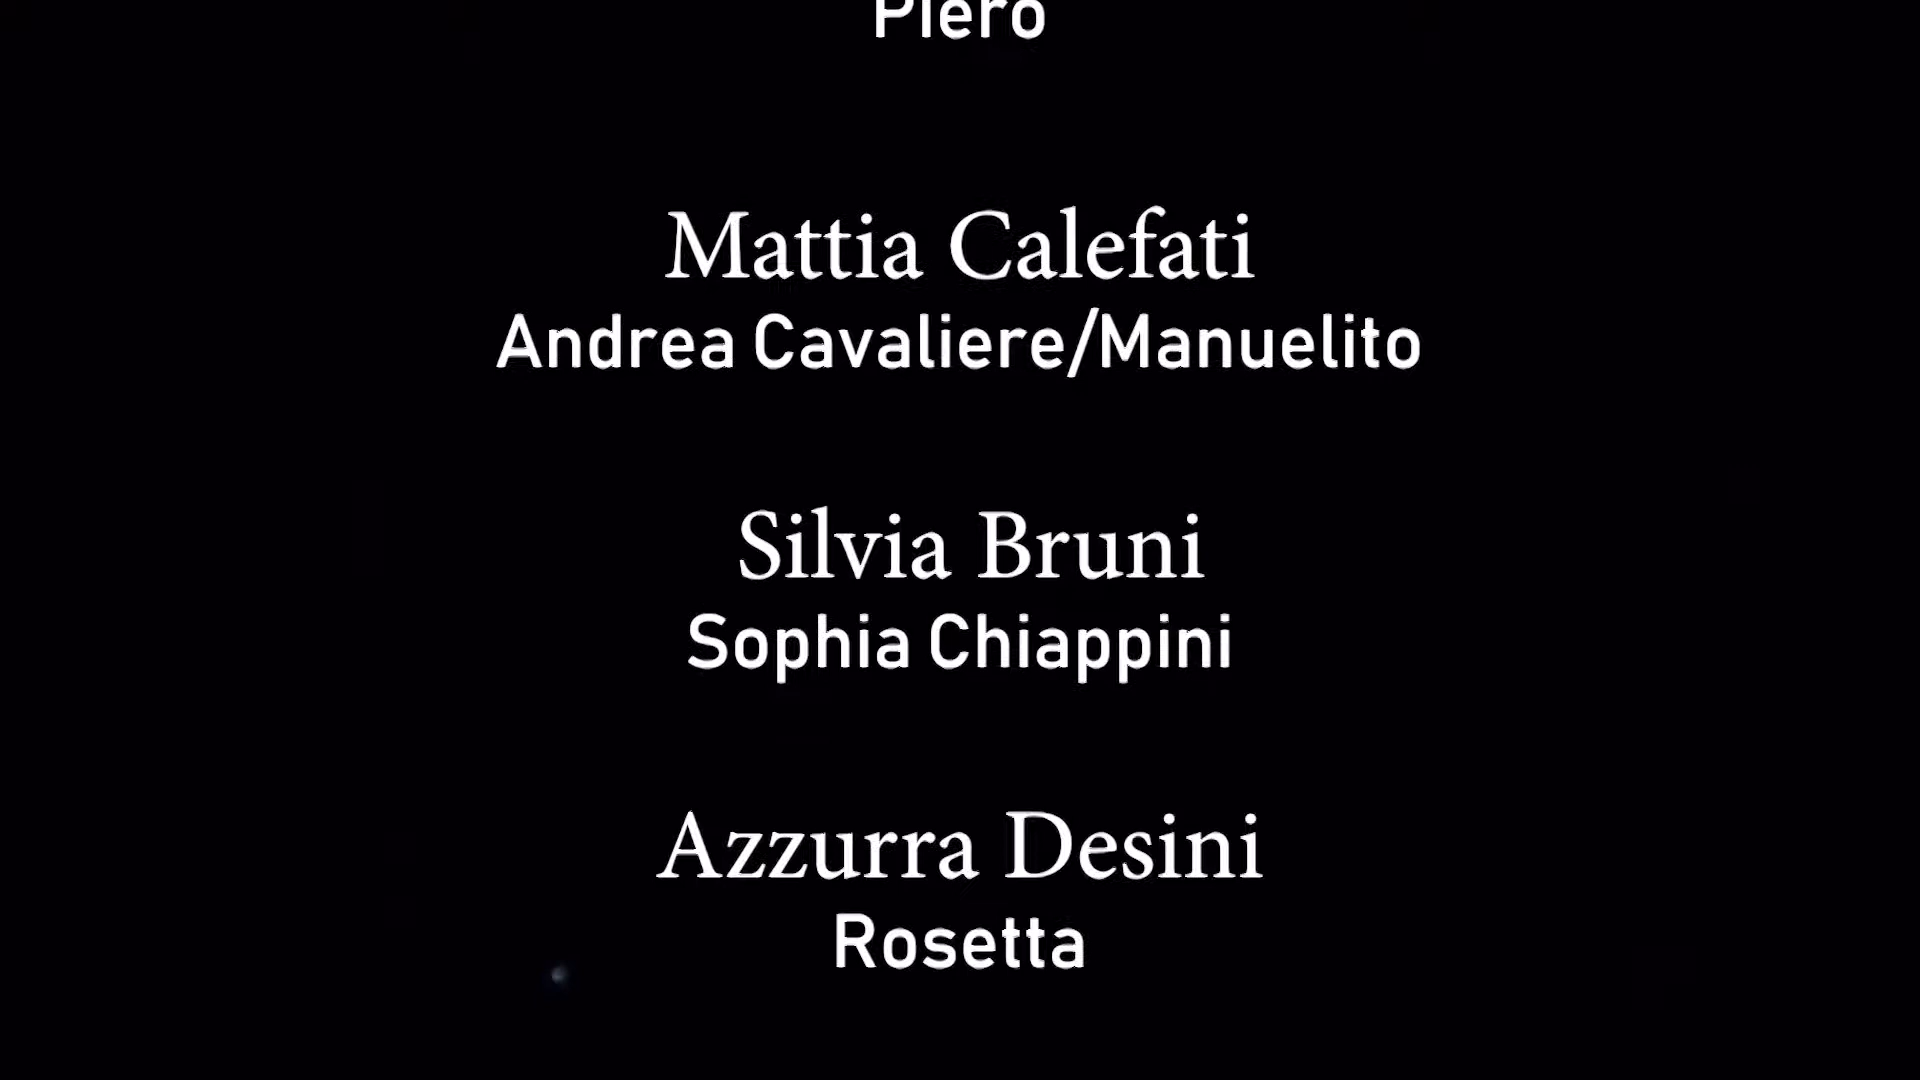 Piero
Mattia Calefati
Andrea Cavaliere/Manuelito
Silvia Bruni
Sophia Chiappini
Azzurra Desini
Rosetta